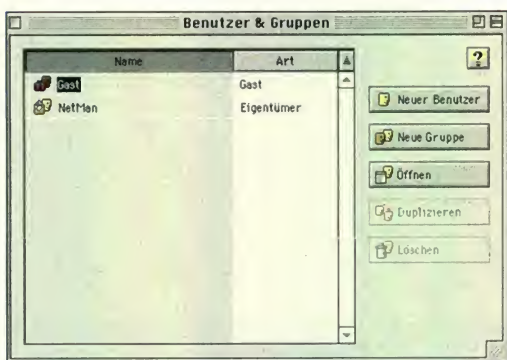 Benutzer & Gruppen
Name Art
?
Gast Gast
NetMan Eigentümer
Neuer Benutzer
Neue Gruppe
Öffnen
Duplizieren
Löschen